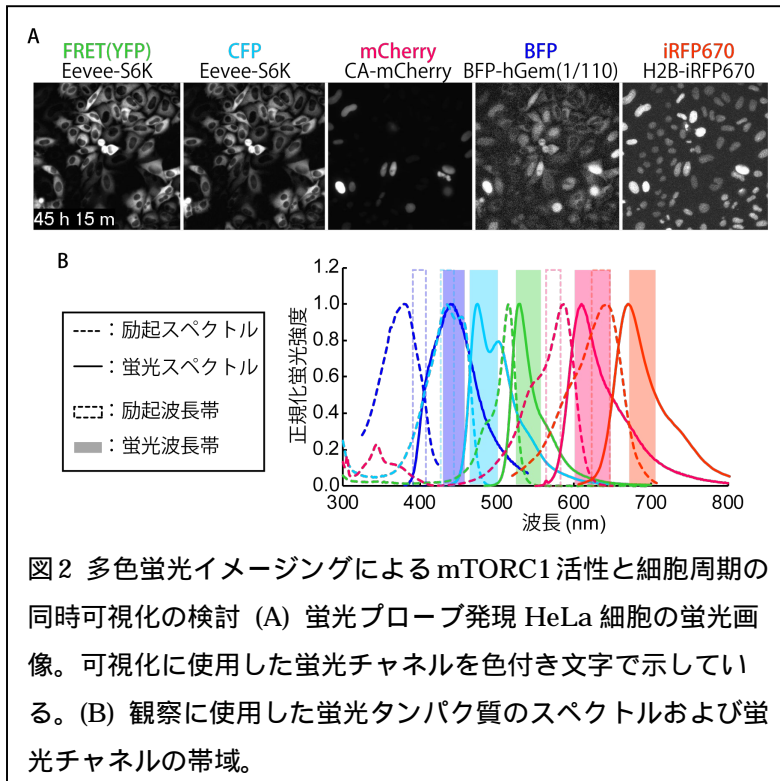 A
FRET(YFP) CFP mCherry BFP iRFP670
Eevee-S6K Eevee-S6K CA-mCherry BFP-hGem(1/110) H2B-iRFP670
45 h 15 m
B
----：励起スペクトル
―：蛍光スペクトル
：励起波長帯
：蛍光波長帯
正規化蛍光強度
1.2
1.0
0.8
0.6
0.4
0.2
0.0
300 400 500 600 700 800
波長 (nm)
図2 多色蛍光イメージングによるmTORC1活性と細胞周期の
同時可視化の検討 (A) 蛍光プローブ発現 HeLa 細胞の蛍光画
像。可視化に使用した蛍光チャネルを色付き文字で示してい
る。(B) 観察に使用した蛍光タンパク質のスペクトルおよび蛍
光チャネルの帯域。